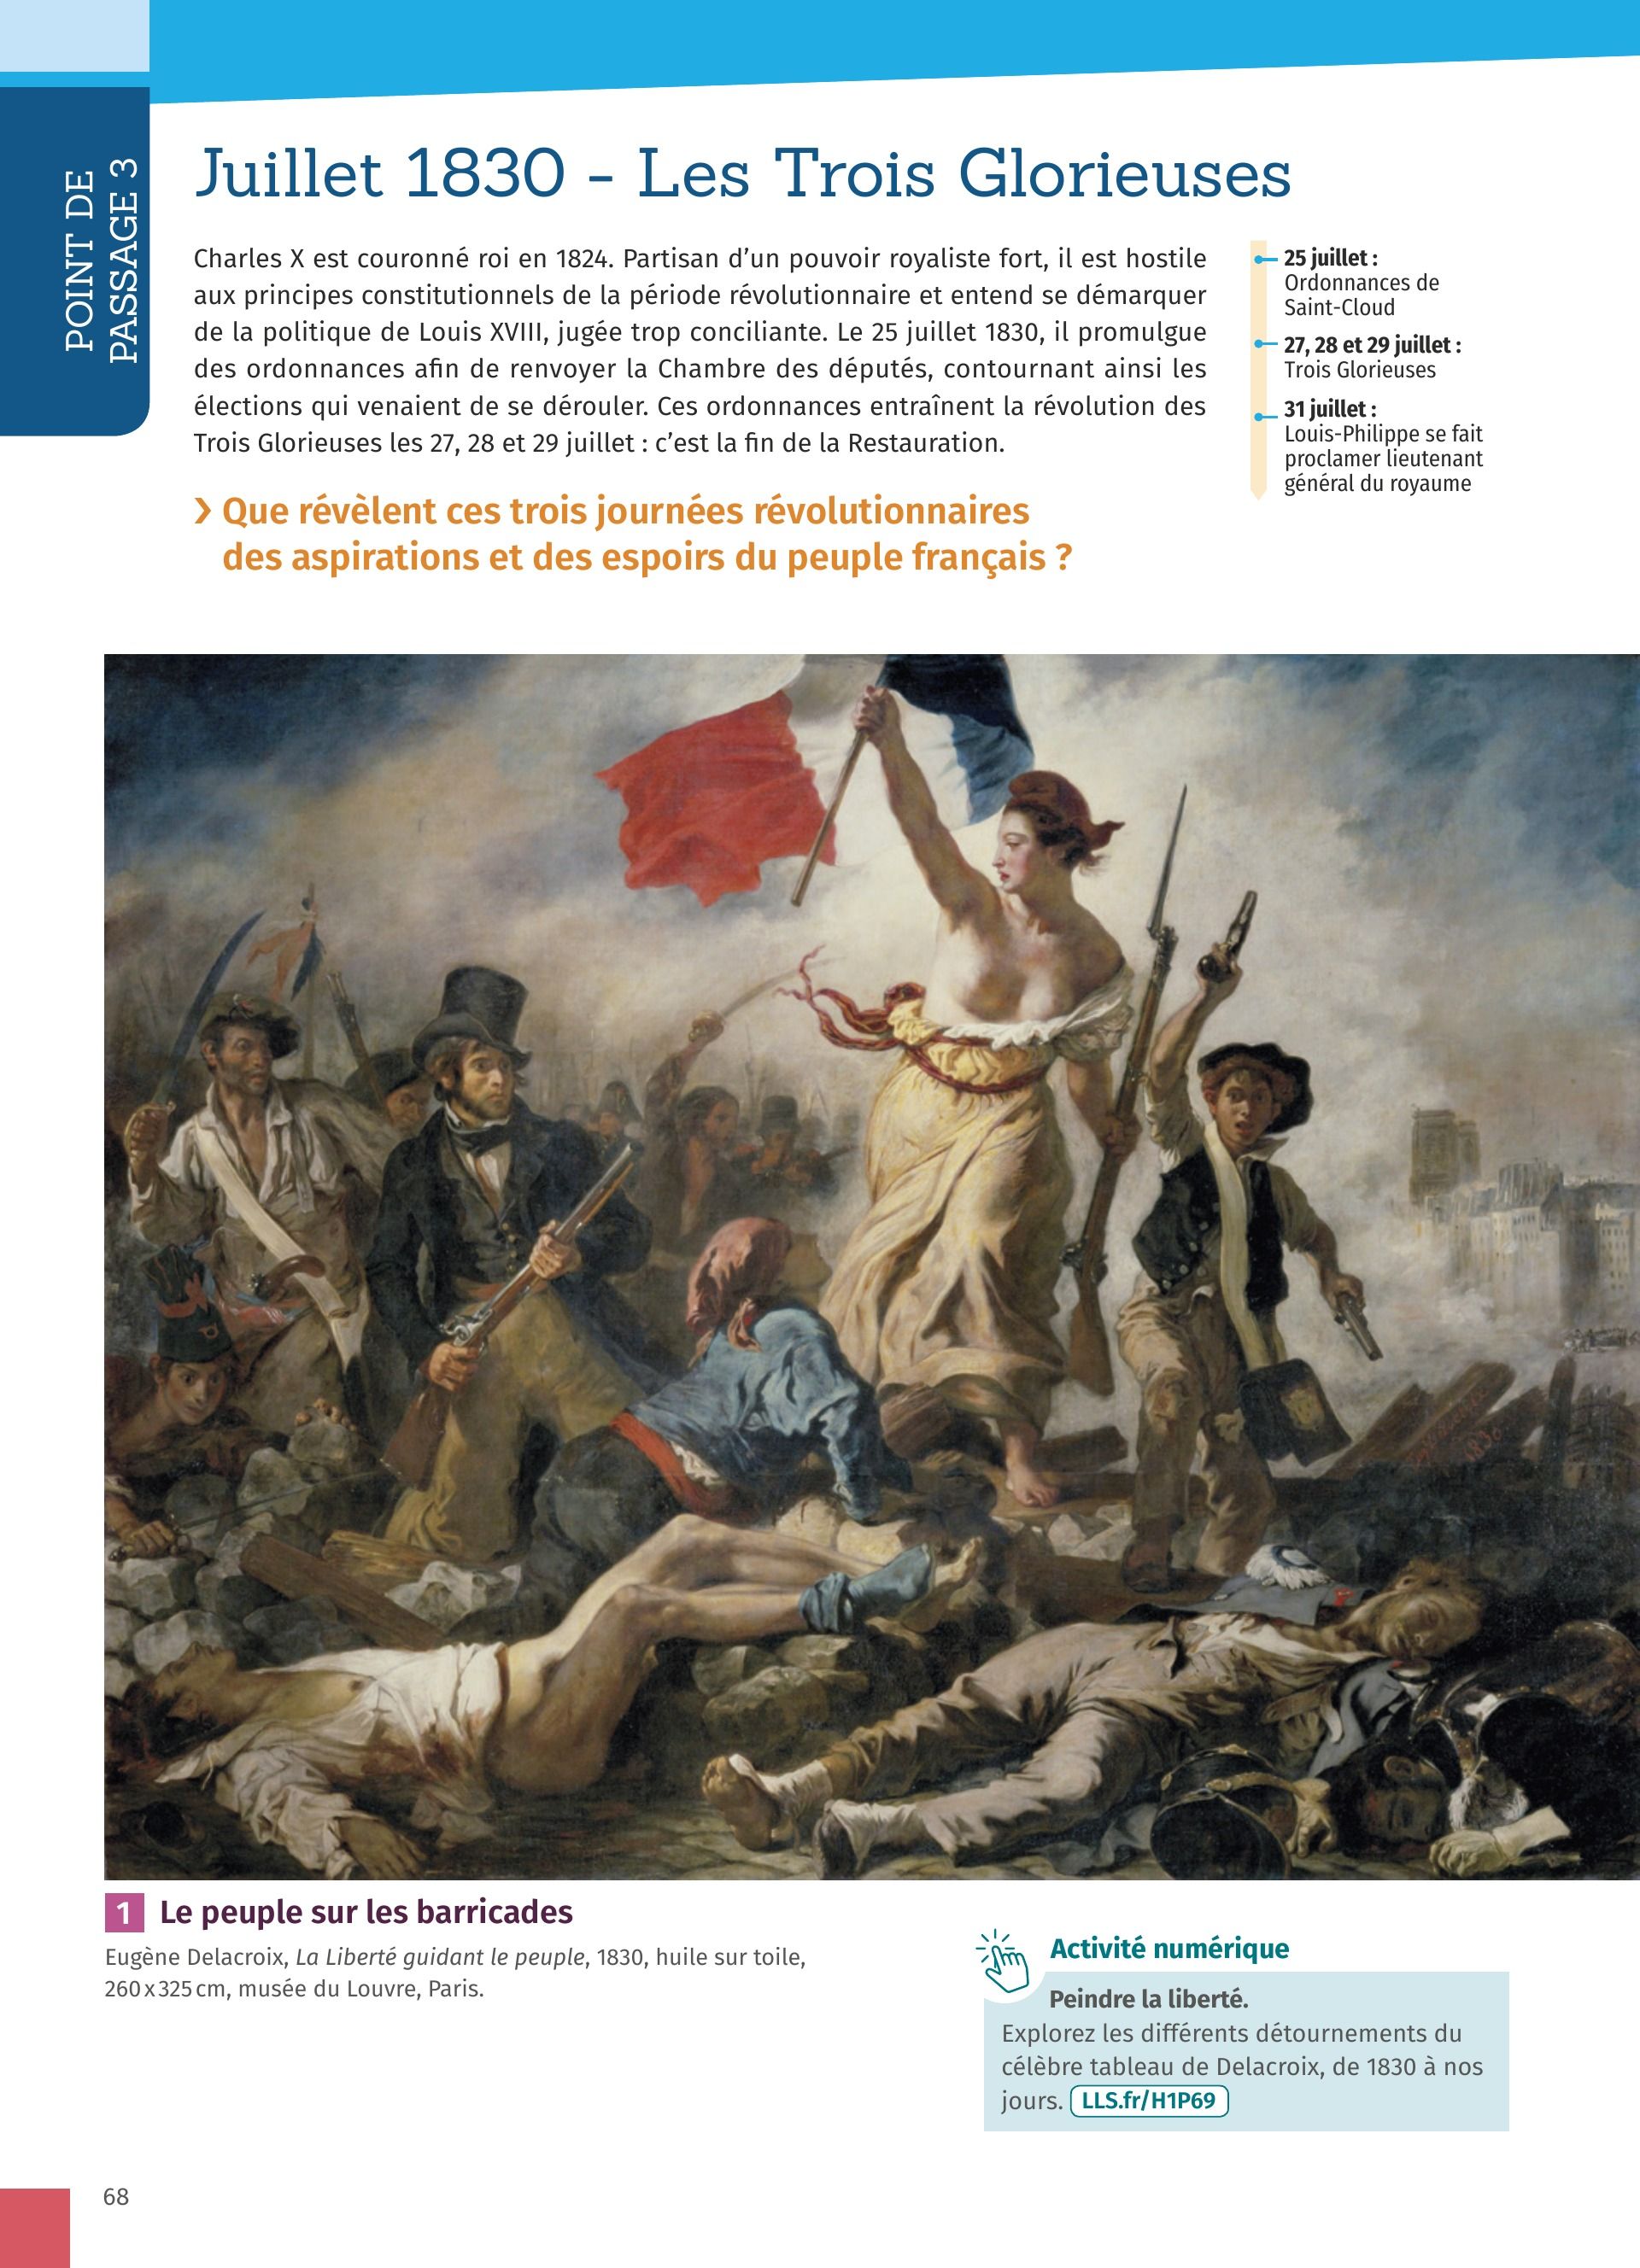 POINT DE
PASSAGE 3
Juillet 1830 - Les Trois Glorieuses
Charles X est couronné roi en 1824. Partisan d’un pouvoir royaliste fort, il est hostile
aux principes constitutionnels de la période révolutionnaire et entend se démarquer
de la politique de Louis XVIII, jugée trop conciliante. Le 25 juillet 1830, il promulgue
des ordonnances afin de renvoyer la Chambre des députés, contournant ainsi les
élections qui venaient de se dérouler. Ces ordonnances entraînent la révolution des
Trois Glorieuses les 27, 28 et 29 juillet : c’est la fin de la Restauration.
25 juillet :
Ordonnances de
Saint-Cloud
27, 28 et 29 juillet :
Trois Glorieuses
31 juillet :
Louis-Philippe se fait
proclamer lieutenant
général du royaume
› Que révèlent ces trois journées révolutionnaires
des aspirations et des espoirs du peuple français ?
1830
1 Le peuple sur les barricades
Eugène Delacroix, La Liberté guidant le peuple, 1830, huile sur toile,
260 x 325 cm, musée du Louvre, Paris.
Activité numérique
Peindre la liberté.
Explorez les différents détournements du
célèbre tableau de Delacroix, de 1830 à nos
jours. LLS.fr/H1P69
68